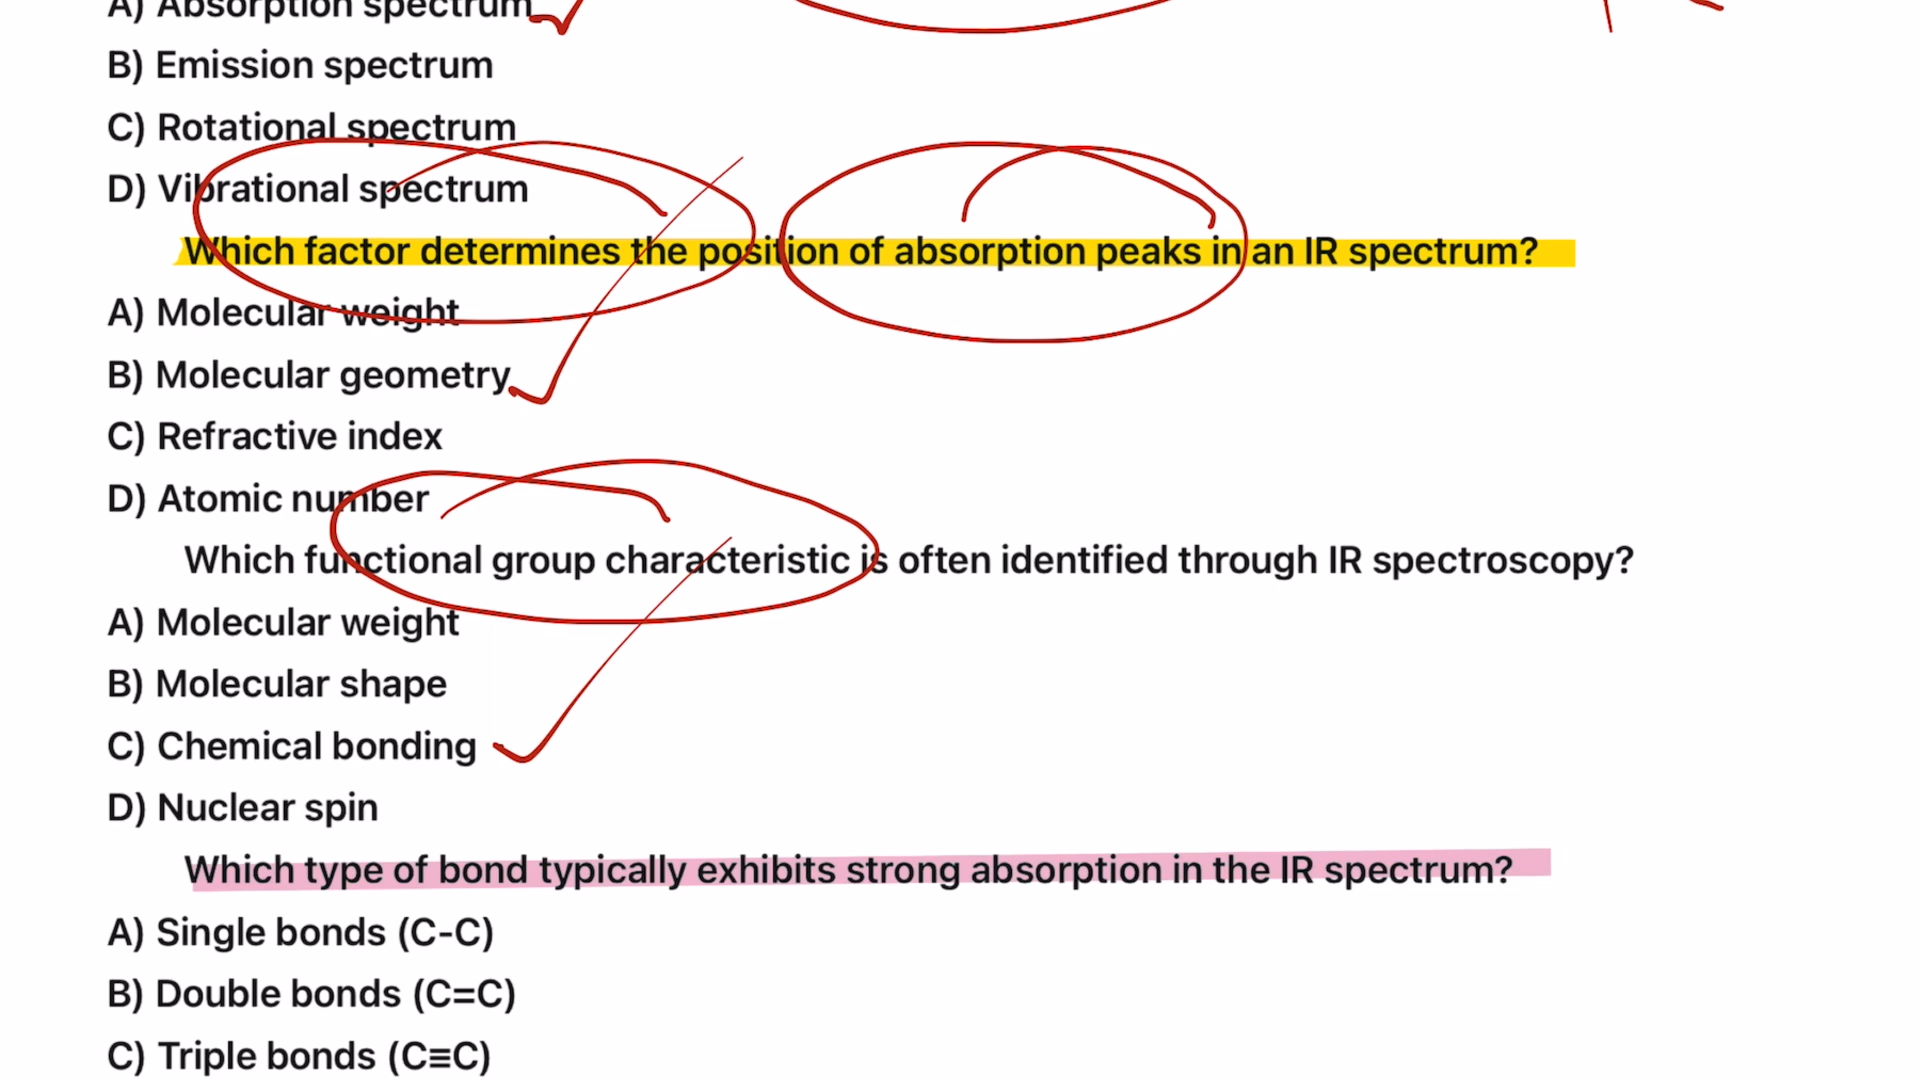 A) Absorption spectrum
B) Emission spectrum
C) Rotational spectrum
D) Vibrational spectrum
Which factor determines the position of absorption peaks in an IR spectrum?
A) Molecular weight
B) Molecular geometry
C) Refractive index
D) Atomic number
Which functional group characteristic is often identified through IR spectroscopy?
A) Molecular weight
B) Molecular shape
C) Chemical bonding
D) Nuclear spin
Which type of bond typically exhibits strong absorption in the IR spectrum?
A) Single bonds (C-C)
B) Double bonds (C=C)
C) Triple bonds (C≡C)